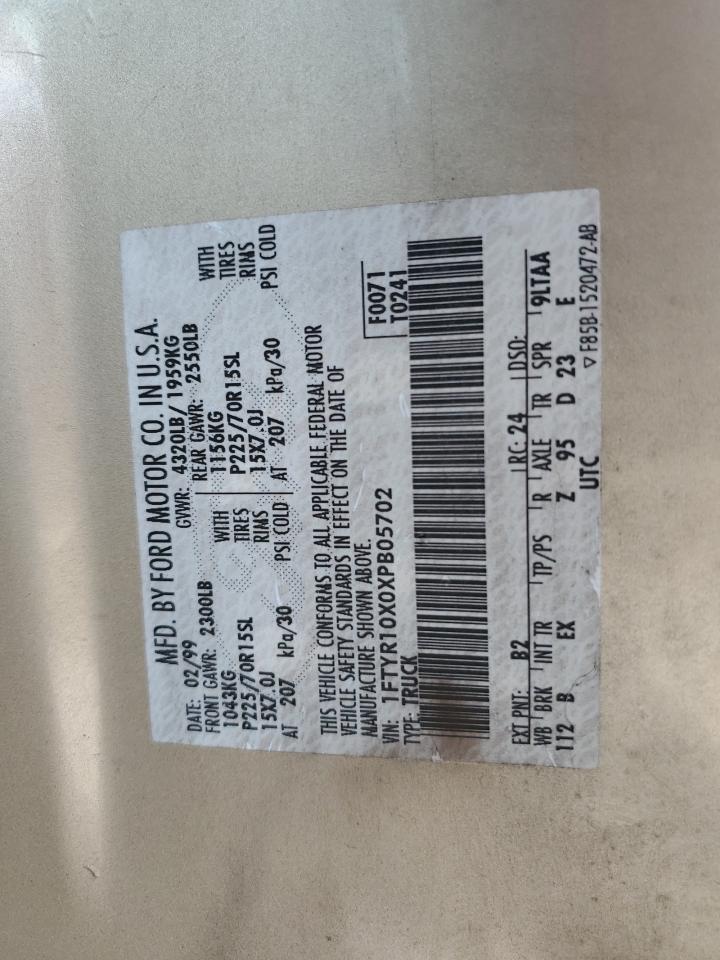 MFD. BY FORD MOTOR CO. IN U.S.A.
DATE: 02/99 GVWR: 4320LB/ 1959KG
FRONT GAWR: 2300LB REAR GAWR: 2550LB
1043KG WITH 1156KG WITH
P225/70R15SL TIRES P225/70R15SL TIRES
15X7.0J RIMS 15X7.0J RIMS
AT 207 kPa/30 PSI COLD AT 207 kPa/30 PSI COLD
THIS VEHICLE CONFORMS TO ALL APPLICABLE FEDERAL MOTOR
VEHICLE SAFETY STANDARDS IN EFFECT ON THE DATE OF
MANUFACTURE SHOWN ABOVE.
VIN: 1FTYR10X0XPB05702 F0071
TYPE: TRUCK T0241
EXT PNT: B2 RC: 24 DSO:
WB BRK INT TR TP/PS R AXLE TR SPR 9LTAA
112 B EX Z 95 D 23 E
UTC ▽ F85B-1520472-AB